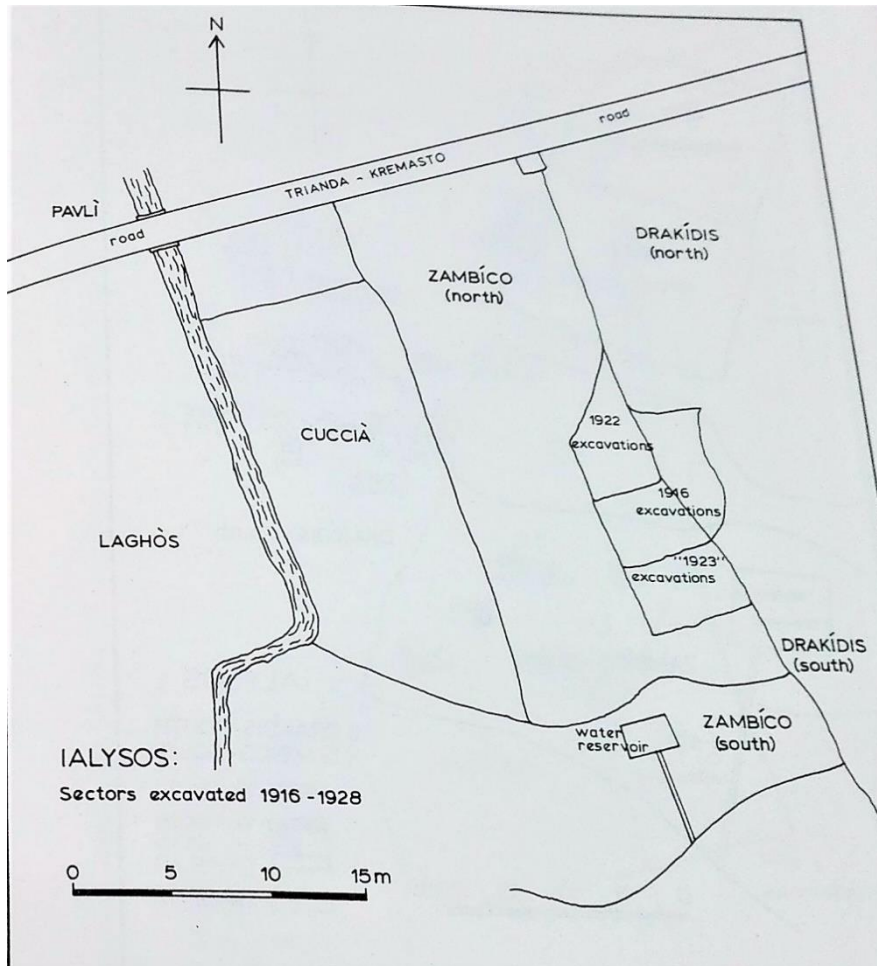 N
road
TRIANDA - KREMASTO
PAVLÌ
road
DRAKÍDIS
(north)
ZAMBÍCO
(north)
1922
excavations
CUCCIÀ
1916
excavations
LAGHÒS
"1923"
excavations
DRAKÍDIS
(south)
ZAMBÍCO
(south)
water
reservoir
IALYSOS:
Sectors excavated 1916-1928
0 5 10 15m